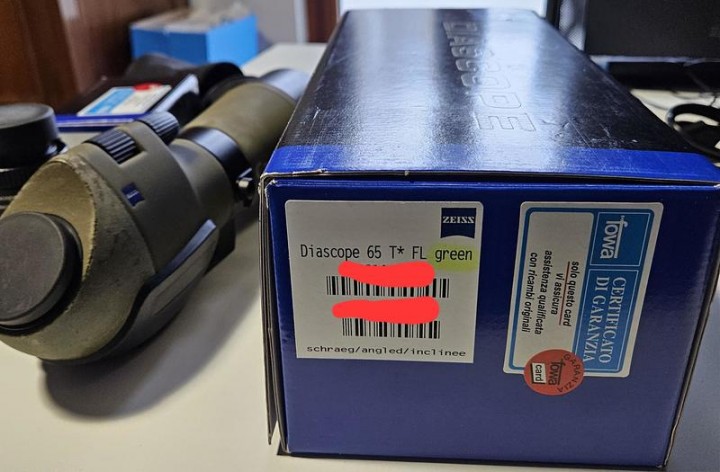 DIASCOPE
ZEISS
Diascope 65 T* FL green
schraeg/angled/inclinee
fowa
CERTIFICATO
DI GARANZIA
solo questo card
vi assicura
assistenza qualificata
con ricambi originali
GARANZIA
fowa
card